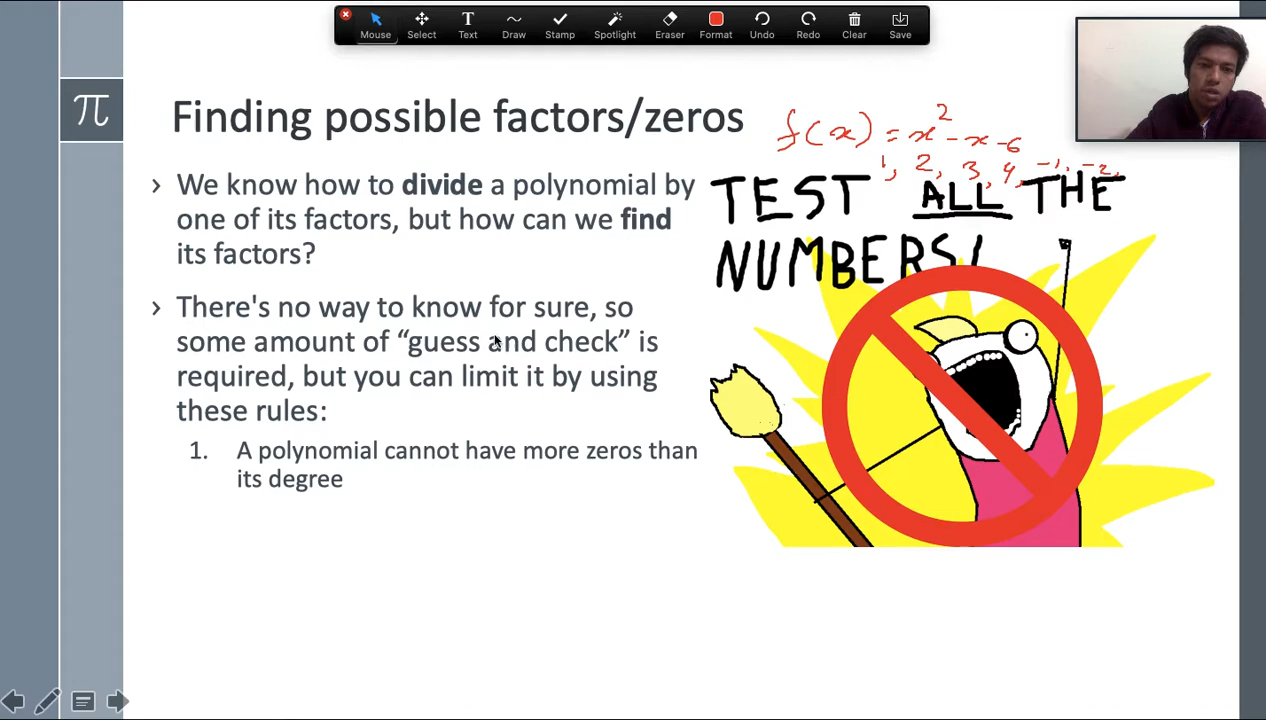 Mouse Select Text Draw Stamp Spotlight Eraser Format Undo Redo Clear Save
π
Finding possible factors/zeros
f(x) = x² - x - 6
1, 2, 3, 4, -1, -2,
› We know how to divide a polynomial by
one of its factors, but how can we find
its factors?
› There's no way to know for sure, so
some amount of “guess and check” is
required, but you can limit it by using
these rules:
1. A polynomial cannot have more zeros than
its degree
TEST ALL THE
NUMBERS!